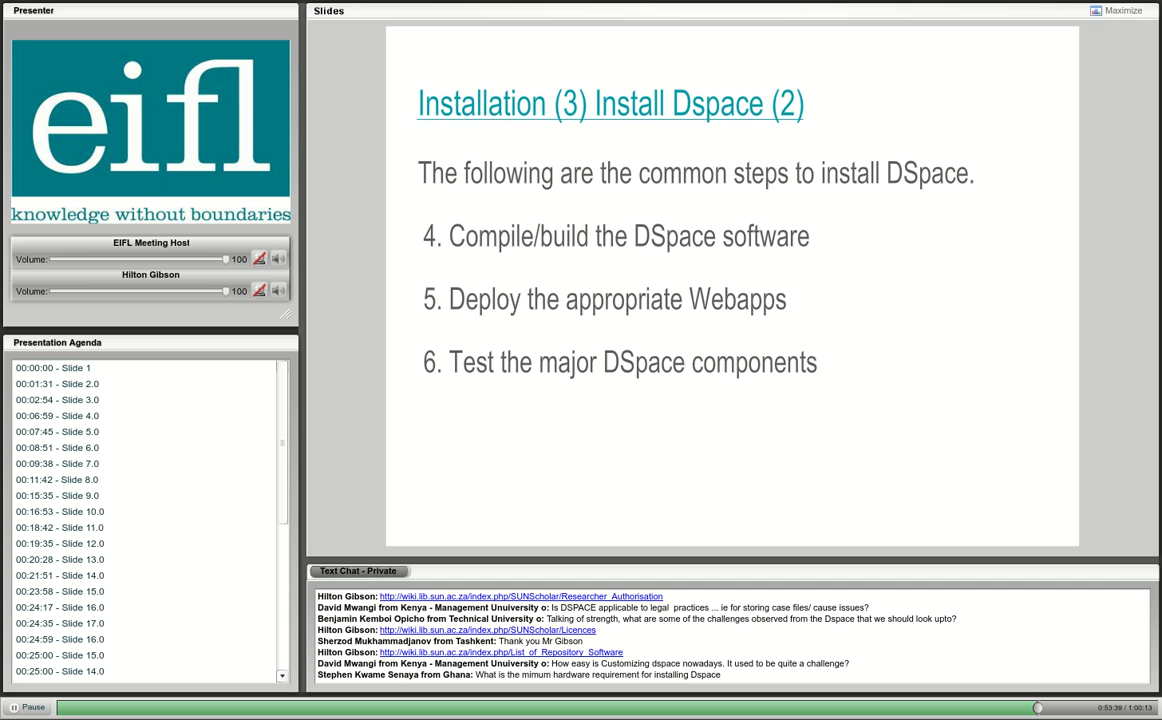 Presenter
eifl
knowledge without boundaries
EIFL Meeting Host
Volume: 100
Hilton Gibson
Volume: 100
Presentation Agenda
00:00:00 - Slide 1
00:01:31 - Slide 2.0
00:02:54 - Slide 3.0
00:06:59 - Slide 4.0
00:07:45 - Slide 5.0
00:08:51 - Slide 6.0
00:09:38 - Slide 7.0
00:11:42 - Slide 8.0
00:15:35 - Slide 9.0
00:16:53 - Slide 10.0
00:18:42 - Slide 11.0
00:19:35 - Slide 12.0
00:20:28 - Slide 13.0
00:21:51 - Slide 14.0
00:23:58 - Slide 15.0
00:24:17 - Slide 16.0
00:24:35 - Slide 17.0
00:24:59 - Slide 16.0
00:25:00 - Slide 15.0
00:25:00 - Slide 14.0
Slides
Maximize
Installation (3) Install Dspace (2)
The following are the common steps to install DSpace.
4. Compile/build the DSpace software
5. Deploy the appropriate Webapps
6. Test the major DSpace components
Text Chat - Private
Hilton Gibson: http://wiki.lib.sun.ac.za/index.php/SUNScholar/Researcher_Authorisation
David Mwangi from Kenya - Management Uniuversity o: Is DSPACE applicable to legal practices ... ie for storing case files/ cause issues?
Benjamin Kemboi Opicho from Technical University o: Talking of strength, what are some of the challenges observed from the Dspace that we should look upto?
Hilton Gibson: http://wiki.lib.sun.ac.za/index.php/SUNScholar/Licences
Sherzod Mukhammadjanov from Tashkent: Thank you Mr Gibson
Hilton Gibson: http://wiki.lib.sun.ac.za/index.php/List_of_Repository_Software
David Mwangi from Kenya - Management Uniuversity o: How easy is Customizing dspace nowadays. It used to be quite a challenge?
Stephen Kwame Senaya from Ghana: What is the mimum hardware requirement for installing Dspace
Pause
0:53:39 / 1:00:13